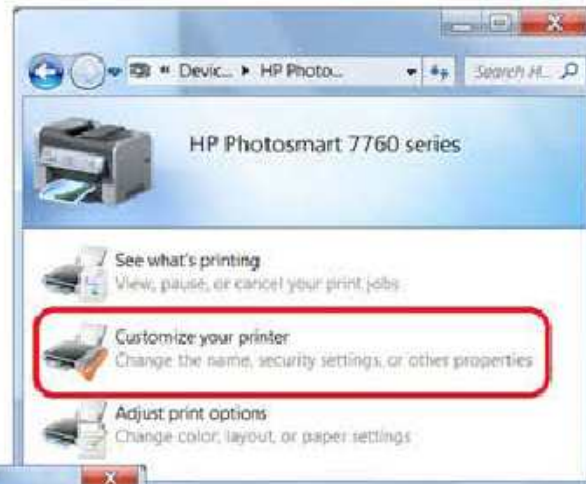 Devic... HP Photo... Search H...
HP Photosmart 7760 series
See what's printing
View, pause, or cancel your print jobs
Customize your printer
Change the name, security settings, or other properties
Adjust print options
Change color, layout, or paper settings